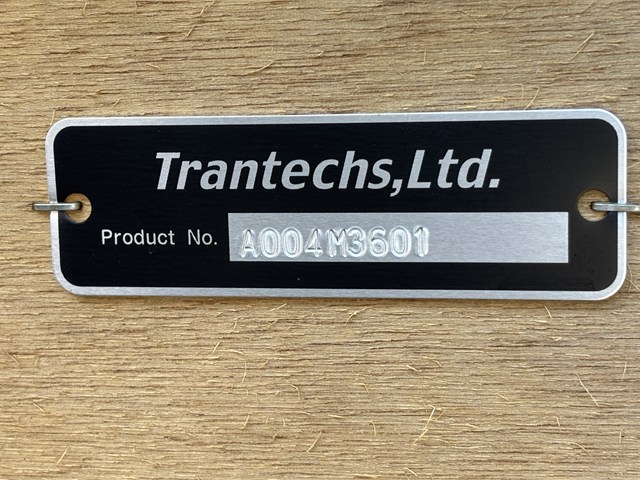 Trantechs,Ltd.
Product No. A004M3601